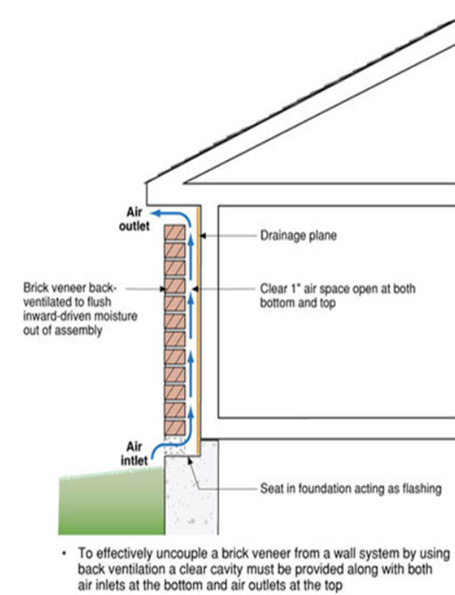 Air
outlet
Drainage plane
Brick veneer back-
ventilated to flush
inward-driven moisture
out of assembly
Clear 1" air space open at both
bottom and top
Air
intlet
Seat in foundation acting as flashing
• To effectively uncouple a brick veneer from a wall system by using
back ventilation a clear cavity must be provided along with both
air inlets at the bottom and air outlets at the top